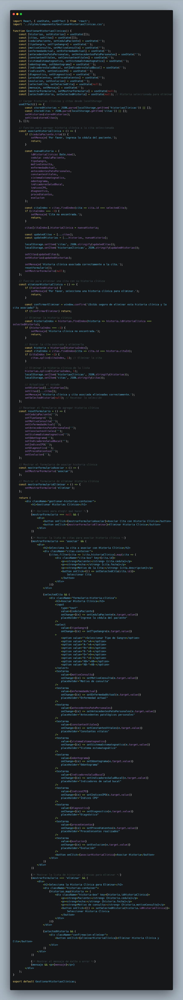 import React, { useState, useEffect } from 'react';
import '../styles/components/GestionarHistoriasClinicas.css';

function GestionarHistoriasClinicas() {
    const [historias, setHistorias] = useState([]);
    const [citas, setCitas] = useState([]);
    const [cedulaPaciente, setCedulaPaciente] = useState('');
    const [tipoSangre, setTipoSangre] = useState('');
    const [motivoConsulta, setMotivoConsulta] = useState('');
    const [enfermedadActual, setEnfermedadActual] = useState('');
    const [antecedentesPatoPersonales, setAntecedentesPatoPersonales] = useState('');
    const [constantesVitales, setConstantesVitales] = useState('');
    const [sistemaEstomatognatico, setSistemaEstomatognatico] = useState('');
    const [odontograma, setOdontograma] = useState('');
    const [indicadoresSaludBucal, setIndicadoresSaludBucal] = useState('');
    const [indicesCPO, setIndicesCPO] = useState('');
    const [diagnostico, setDiagnostico] = useState('');
    const [procedimientos, setProcedimientos] = useState('');
    const [evolucion, setEvolucion] = useState('');
    const [selectedCita, setSelectedCita] = useState(null);
    const [mensaje, setMensaje] = useState('');
    const [mostrarFormulario, setMostrarFormulario] = useState(null);
    const [selectedHistoria, setSelectedHistoria] = useState(null); // Historia seleccionada para eliminar

    // Cargar historias clínicas y citas desde localStorage
    useEffect(() => {
        const storedHistorias = JSON.parse(localStorage.getItem('historiasClinicas')) || [];
        const storedCitas = JSON.parse(localStorage.getItem('citas')) || [];
        setHistorias(storedHistorias);
        setCitas(storedCitas);
    }, []);

    // Función para agregar historia clínica a la cita seleccionada
    const asociarHistoriaClinica = () => {
        if (!cedulaPaciente.trim()) {
            setMensaje('Por favor, ingresa la cédula del paciente.');
            return;
        }

        const nuevaHistoria = {
            idHistoriaClinica: Date.now(),
            cedula: cedulaPaciente,
            tipoSangre,
            motivoConsulta,
            enfermedadActual,
            antecedentesPatoPersonales,
            constantesVitales,
            sistemaEstomatognatico,
            odontograma,
            indicadoresSaludBucal,
            indicesCPO,
            diagnostico,
            procedimientos,
            evolucion
        };

        const citaIndex = citas.findIndex(cita => cita.id === selectedCita);
        if (citaIndex === -1) {
            setMensaje('Cita no encontrada.');
            return;
        }

        citas[citaIndex].historiaClinica = nuevaHistoria;

        const updatedCitas = [...citas];
        const updatedHistorias = [...historias, nuevaHistoria];

        localStorage.setItem('citas', JSON.stringify(updatedCitas));
        localStorage.setItem('historiasClinicas', JSON.stringify(updatedHistorias));

        setCitas(updatedCitas);
        setHistorias(updatedHistorias);

        setMensaje('Historia clínica asociada correctamente a la cita.');
        resetFormulario();
        setMostrarFormulario(null);
    };

    // Función para eliminar una cita con su historia clínica
    const eliminarHistoriaClinica = () => {
        if (!selectedHistoria) {
            setMensaje('Por favor, selecciona una historia clínica para eliminar.');
            return;
        }

        const confirmarEliminar = window.confirm('¿Estás seguro de eliminar esta historia clínica y la
cita asociada?');
        if (!confirmarEliminar) return;

        // Eliminar la historia clínica
        const historiaIndex = historias.findIndex(historia => historia.idHistoriaClinica ===
selectedHistoria);
        if (historiaIndex === -1) {
            setMensaje('Historia clínica no encontrada.');
            return;
        }

        // Buscar la cita asociada y eliminarla
        const historia = historias[historiaIndex];
        const citaIndex = citas.findIndex(cita => cita.id === historia.citaId);
        if (citaIndex !== -1) {
            citas.splice(citaIndex, 1); // Eliminar la cita
        }

        // Eliminar la historia clínica de la lista
        historias.splice(historiaIndex, 1);
        localStorage.setItem('historiasClinicas', JSON.stringify(historias));
        localStorage.setItem('citas', JSON.stringify(citas));

        // Actualizar el estado
        setHistorias([...historias]);
        setCitas([...citas]);
        setMensaje('Historia clínica y cita asociada eliminadas correctamente.');
        setSelectedHistoria(null); // Resetear la selección
    };

    // Resetear el formulario de agregar historia clínica
    const resetFormulario = () => {
        setCedulaPaciente('');
        setTipoSangre('');
        setMotivoConsulta('');
        setEnfermedadActual('');
        setAntecedentesPatoPersonales('');
        setConstantesVitales('');
        setSistemaEstomatognatico('');
        setOdontograma('');
        setIndicadoresSaludBucal('');
        setIndicesCPO('');
        setDiagnostico('');
        setProcedimientos('');
        setEvolucion('');
    };

    // Mostrar el formulario de asociar historia clínica
    const mostrarFormularioAsociar = () => {
        setMostrarFormulario('asociar');
    };

    // Mostrar el formulario de eliminar historia clínica
    const mostrarFormularioEliminar = () => {
        setMostrarFormulario('eliminar');
    };

    return (
        <div className="gestionar-historias-container">
            <h1>Gestionar Historias Clínicas</h1>

            {/* Opciones para elegir qué hacer */}
            {mostrarFormulario === null && (
                <div>
                    <button onClick={mostrarFormularioAsociar}>Asociar Cita con Historia Clínica</button>
                    <button onClick={mostrarFormularioEliminar}>Eliminar Historia Clínica</button>
                </div>
            )}

            {/* Mostrar la lista de citas para asociar historia clínica */}
            {mostrarFormulario === 'asociar' && (
                <div>
                    <h2>Selecciona la cita a asociar con Historia Clínica</h2>
                    <div className="citas-container">
                        {citas.filter(cita => !cita.historiaClinica).map(cita => (
                            <div className="cita-box" key={cita.id}>
                                <p><strong>Paciente:</strong> {cita.cedula}</p>
                                <p><strong>Fecha:</strong> {cita.fecha}</p>
                                <p><strong>Motivo de la Cita:</strong> {cita.descripcion}</p>
                                <button onClick={() => setSelectedCita(cita.id)}>
                                    Seleccionar Cita
                                </button>
                            </div>
                        ))}
                    </div>

                    {selectedCita && (
                        <div className="formulario-historia-clinica">
                            <h3>Asociar Historia Clínica</h3>
                            <input
                                type="text"
                                value={cedulaPaciente}
                                onChange={(e) => setCedulaPaciente(e.target.value)}
                                placeholder="Ingrese la cédula del paciente"
                            />
                            <select
                                value={tipoSangre}
                                onChange={(e) => setTipoSangre(e.target.value)}
                            >
                                <option value="">Seleccionar Tipo de Sangre</option>
                                <option value="A+">A+</option>
                                <option value="A-">A-</option>
                                <option value="B+">B+</option>
                                <option value="B-">B-</option>
                                <option value="O+">O+</option>
                                <option value="O-">O-</option>
                                <option value="AB+">AB+</option>
                                <option value="AB-">AB-</option>
                            </select>
                            <textarea
                                value={motivoConsulta}
                                onChange={(e) => setMotivoConsulta(e.target.value)}
                                placeholder="Motivo de consulta"
                            />
                            <textarea
                                value={enfermedadActual}
                                onChange={(e) => setEnfermedadActual(e.target.value)}
                                placeholder="Enfermedad actual"
                            />
                            <textarea
                                value={antecedentesPatoPersonales}
                                onChange={(e) => setAntecedentesPatoPersonales(e.target.value)}
                                placeholder="Antecedentes patológicos personales"
                            />
                            <textarea
                                value={constantesVitales}
                                onChange={(e) => setConstantesVitales(e.target.value)}
                                placeholder="Constantes vitales"
                            />
                            <textarea
                                value={sistemaEstomatognatico}
                                onChange={(e) => setSistemaEstomatognatico(e.target.value)}
                                placeholder="Sistema estomatognático"
                            />
                            <textarea
                                value={odontograma}
                                onChange={(e) => setOdontograma(e.target.value)}
                                placeholder="Odontograma"
                            />
                            <textarea
                                value={indicadoresSaludBucal}
                                onChange={(e) => setIndicadoresSaludBucal(e.target.value)}
                                placeholder="Indicadores de salud bucal"
                            />
                            <textarea
                                value={indicesCPO}
                                onChange={(e) => setIndicesCPO(e.target.value)}
                                placeholder="Índices CPO"
                            />
                            <textarea
                                value={diagnostico}
                                onChange={(e) => setDiagnostico(e.target.value)}
                                placeholder="Diagnóstico"
                            />
                            <textarea
                                value={procedimientos}
                                onChange={(e) => setProcedimientos(e.target.value)}
                                placeholder="Procedimientos realizados"
                            />
                            <textarea
                                value={evolucion}
                                onChange={(e) => setEvolucion(e.target.value)}
                                placeholder="Evolución"
                            />
                            <button onClick={asociarHistoriaClinica}>Asociar Historia</button>
                        </div>
                    )}
                </div>
            )}

            {/* Mostrar la lista de historias clínicas para eliminar */}
            {mostrarFormulario === 'eliminar' && (
                <div>
                    <h2>Selecciona la Historia Clínica para Eliminar</h2>
                    <div className="historias-container">
                        {historias.map(historia => (
                            <div className="historia-box" key={historia.idHistoriaClinica}>
                                <p><strong>Paciente:</strong> {historia.cedula}</p>
                                <p><strong>Fecha:</strong> {historia.fecha}</p>
                                <p><strong>Motivo de consulta:</strong> {historia.motivoConsulta}</p>
                                <button onClick={() => setSelectedHistoria(historia.idHistoriaClinica)}>
                                    Seleccionar Historia Clínica
                                </button>
                            </div>
                        ))}
                    </div>

                    {selectedHistoria && (
                        <div className="confirmacion-eliminar">
                            <button onClick={eliminarHistoriaClinica}>Eliminar Historia Clínica y
Cita</button>
                        </div>
                    )}
                </div>
            )}

            {/* Mostrar el mensaje de éxito o error */}
            {mensaje && <p>{mensaje}</p>}
        </div>
    );
}

export default GestionarHistoriasClinicas;